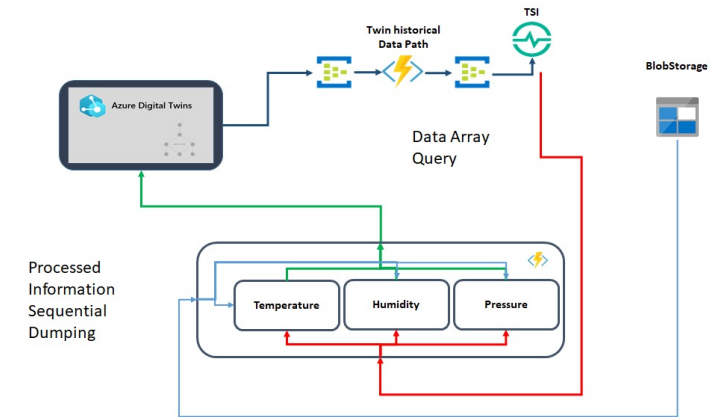 TSI
Twin historical
Data Path
BlobStorage
Azure Digital Twins
Data Array
Query
Processed
Information
Sequential
Dumping
Temperature
Humidity
Pressure